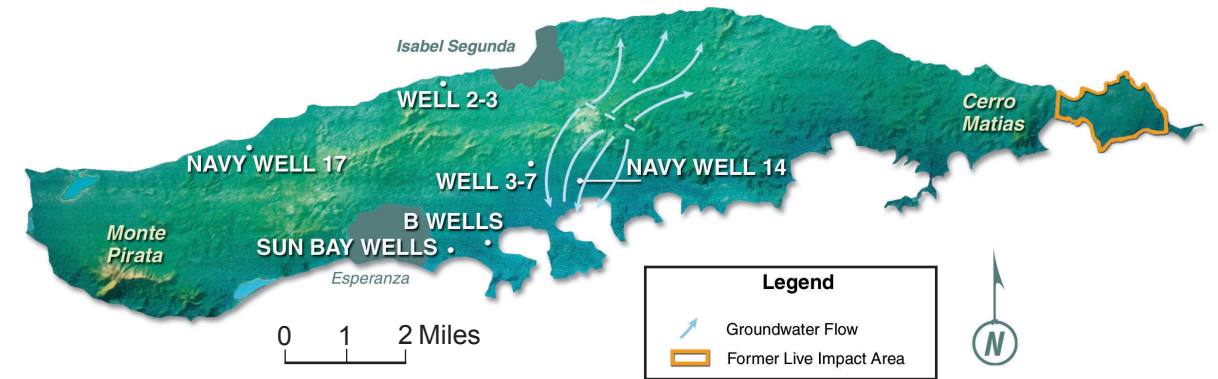 Isabel Segunda
WELL 2-3
Cerro
Matias
NAVY WELL 17
WELL 3-7
NAVY WELL 14
B WELLS
Monte
Pirata
SUN BAY WELLS
Esperanza
Legend
Groundwater Flow
Former Live Impact Area
0 1 2 Miles
N